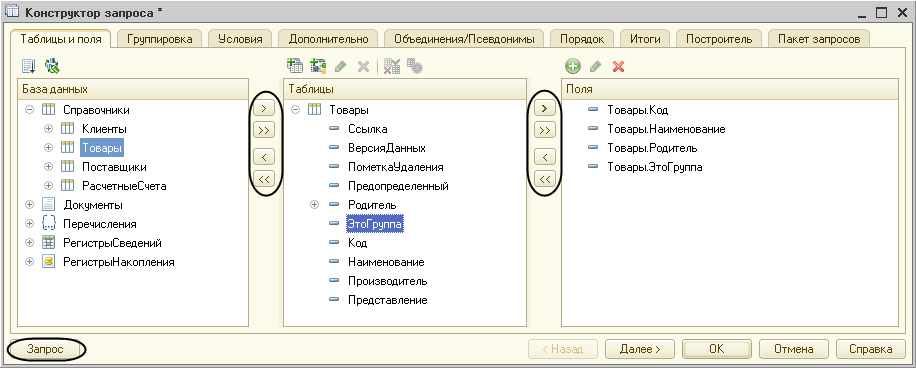 Конструктор запроса *
Таблицы и поля Группировка Условия Дополнительно Объединения/Псевдонимы Порядок Итоги Построитель Пакет запросов
База данных
Справочники
Клиенты
Товары
Поставщики
РасчетныеСчета
Документы
Перечисления
РегистрыСведений
РегистрыНакопления
> >> < <<
Таблицы
Товары
Ссылка
ВерсияДанных
ПометкаУдаления
Предопределенный
Родитель
ЭтоГруппа
Код
Наименование
Производитель
Представление
> >> < <<
Поля
Товары.Код
Товары.Наименование
Товары.Родитель
Товары.ЭтоГруппа
Запрос < Назад Далее > OK Отмена Справка